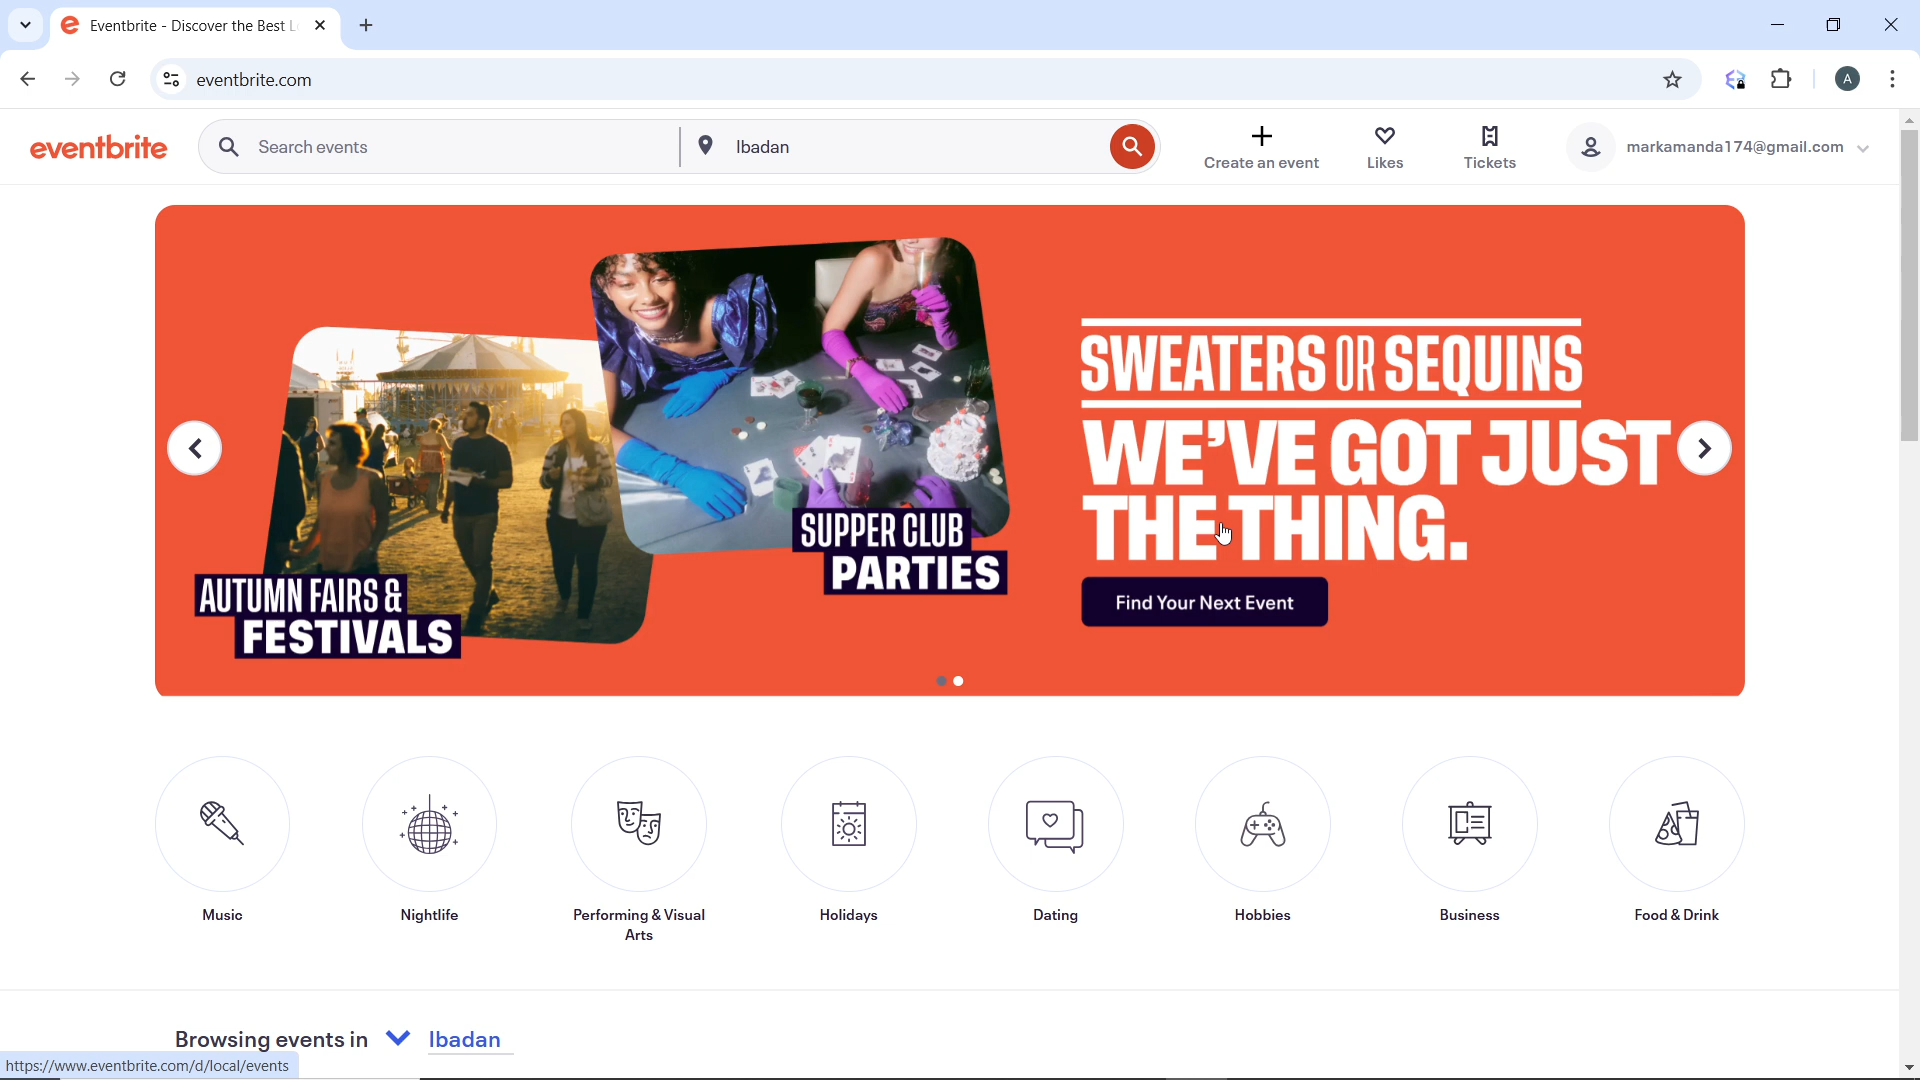 Eventbrite - Discover the Best L
eventbrite.com
A
eventbrite
Search events
Ibadan
Create an event
Likes
Tickets
markamanda174@gmail.com
SWEATERS OR SEQUINS
WE'VE GOT JUST
THE THING.
SUPPER CLUB
PARTIES
AUTUMN FAIRS &
FESTIVALS
Find Your Next Event
Music
Nightlife
Performing & Visual
Arts
Holidays
Dating
Hobbies
Business
Food & Drink
Browsing events in Ibadan
https://www.eventbrite.com/d/local/events